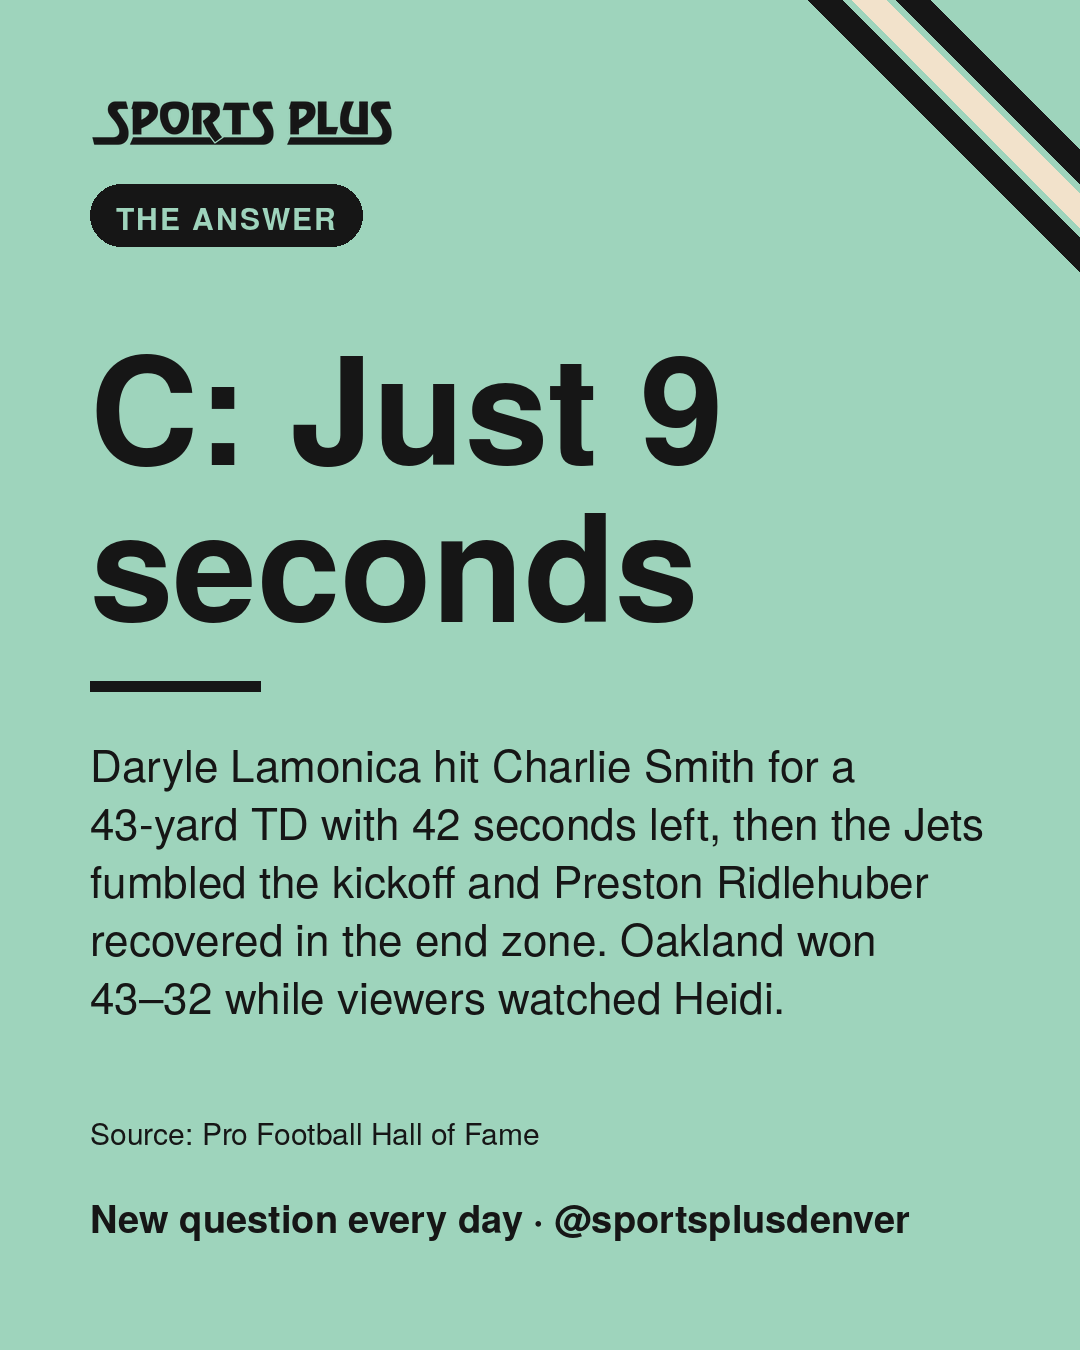 SPORTS PLUS
THE ANSWER
C: Just 9
seconds
Daryle Lamonica hit Charlie Smith for a
43-yard TD with 42 seconds left, then the Jets
fumbled the kickoff and Preston Ridlehuber
recovered in the end zone. Oakland won
43–32 while viewers watched Heidi.
Source: Pro Football Hall of Fame
New question every day · @sportsplusdenver